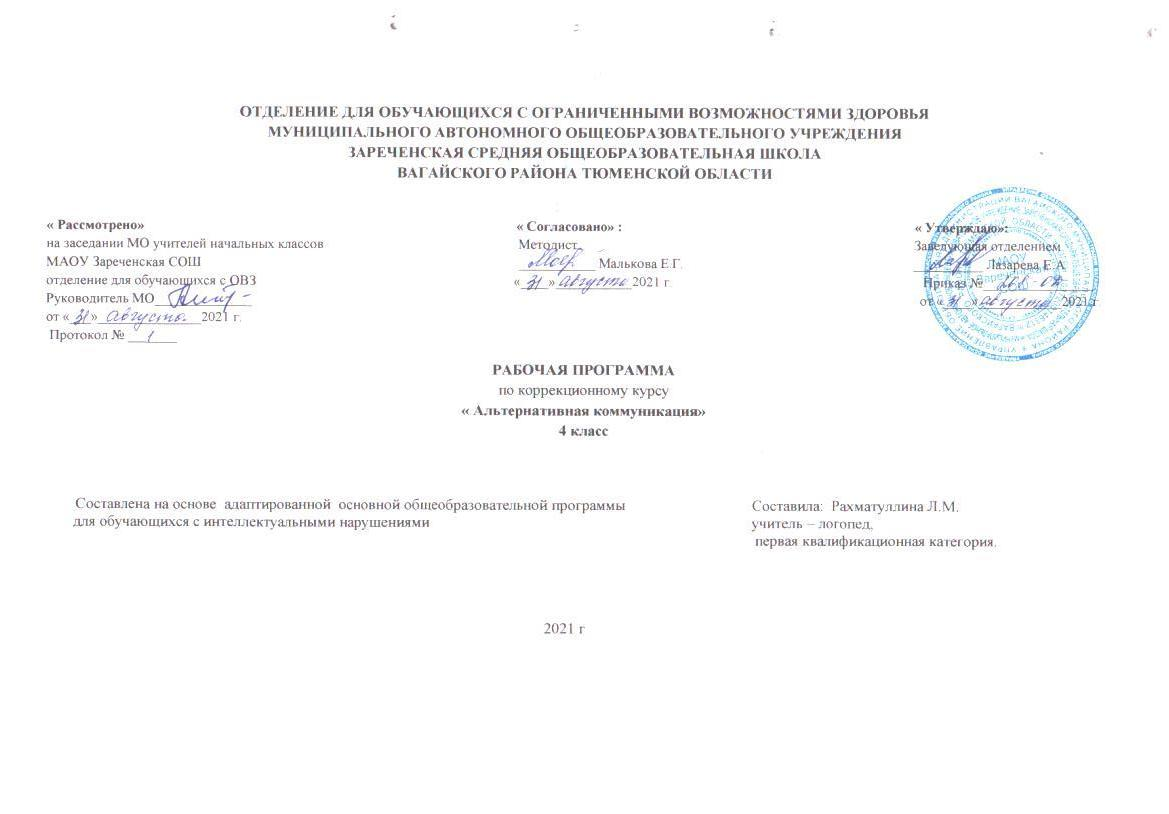 ОТДЕЛЕНИЕ ДЛЯ ОБУЧАЮЩИХСЯ С ОГРАНИЧЕННЫМИ ВОЗМОЖНОСТЯМИ ЗДОРОВЬЯ
МУНИЦИПАЛЬНОГО АВТОНОМНОГО ОБЩЕОБРАЗОВАТЕЛЬНОГО УЧРЕЖДЕНИЯ
ЗАРЕЧЕНСКАЯ СРЕДНЯЯ ОБЩЕОБРАЗОВАТЕЛЬНАЯ ШКОЛА
ВАГАЙСКОГО РАЙОНА ТЮМЕНСКОЙ ОБЛАСТИ
« Рассмотрено»
на заседании МО учителей начальных классов
МАОУ Зареченская СОШ
отделение для обучающихся с ОВЗ
Руководитель МО
от « 31 » августа 2021 г.
Протокол № 1
« Согласовано» :
Методист
Малькова Е.Г.
« 31 » августа 2021 г.
« Утверждаю»:
Заведующая отделением
Лазарева Е.А
Приказ №
от « 31 » августа 2021 г
РАБОЧАЯ ПРОГРАММА
по коррекционному курсу
« Альтернативная коммуникация»
4 класс
Составлена на основе адаптированной основной общеобразовательной программы
для обучающихся с интеллектуальными нарушениями
Составила: Рахматуллина Л.М.
учитель – логопед,
первая квалификационная категория.
2021 г